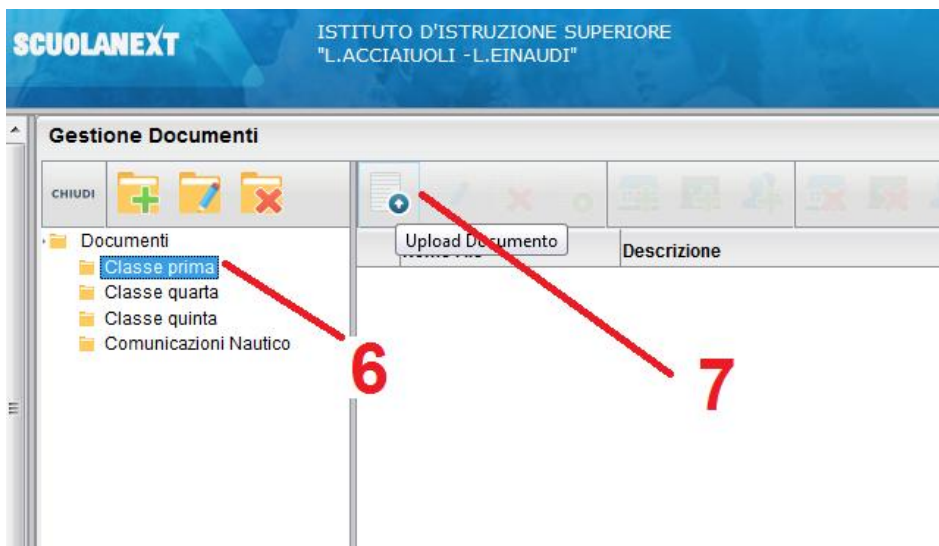 SCUOLANEXT
ISTITUTO D'ISTRUZIONE SUPERIORE
"L.ACCIAIUOLI -L.EINAUDI"
Gestione Documenti
CHIUDI
Upload Documento
Descrizione
Documenti
Classe prima
Classe quarta
Classe quinta
Comunicazioni Nautico
6
7